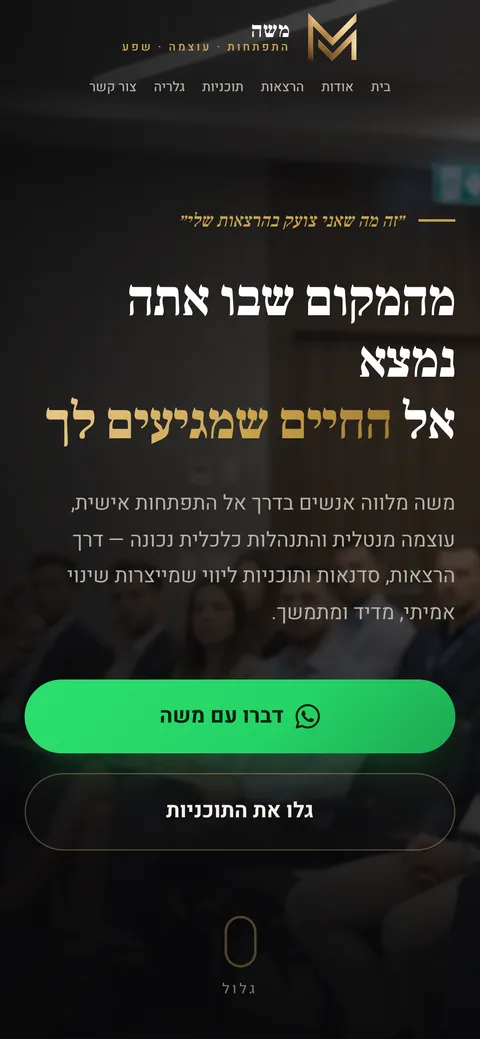 משה
התפתחות · עוצמה · שפע
בית אודות הרצאות תוכניות גלריה צור קשר
״זה מה שאני צועק בהרצאות שלי״
מהמקום שבו אתה
נמצא
אל החיים שמגיעים לך
משה מלווה אנשים בדרך אל התפתחות אישית,
עוצמה מנטלית והתנהלות כלכלית נכונה — דרך
הרצאות, סדנאות ותוכניות ליווי שמייצרות שינוי
אמיתי, מדיד ומתמשך.
דברו עם משה
גלו את התוכניות
גלול